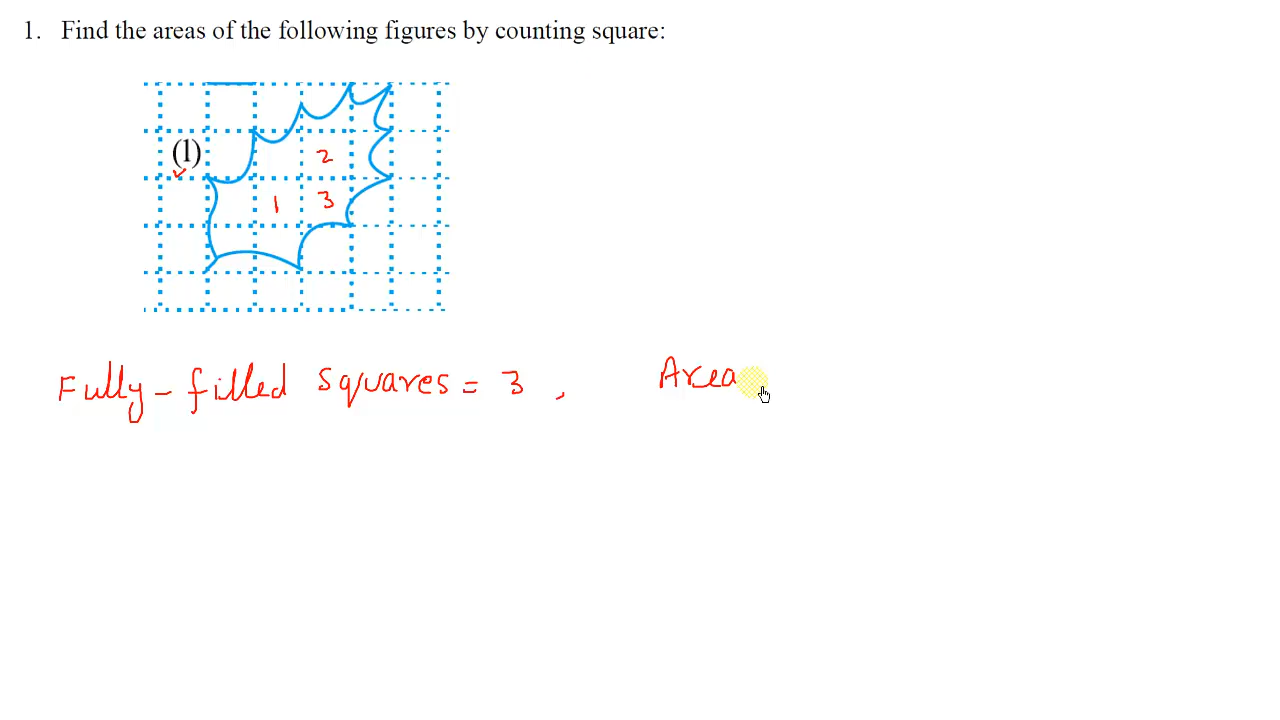 1. Find the areas of the following figures by counting square:
(l)
2
1 3
Fully-filled squares = 3 , Area